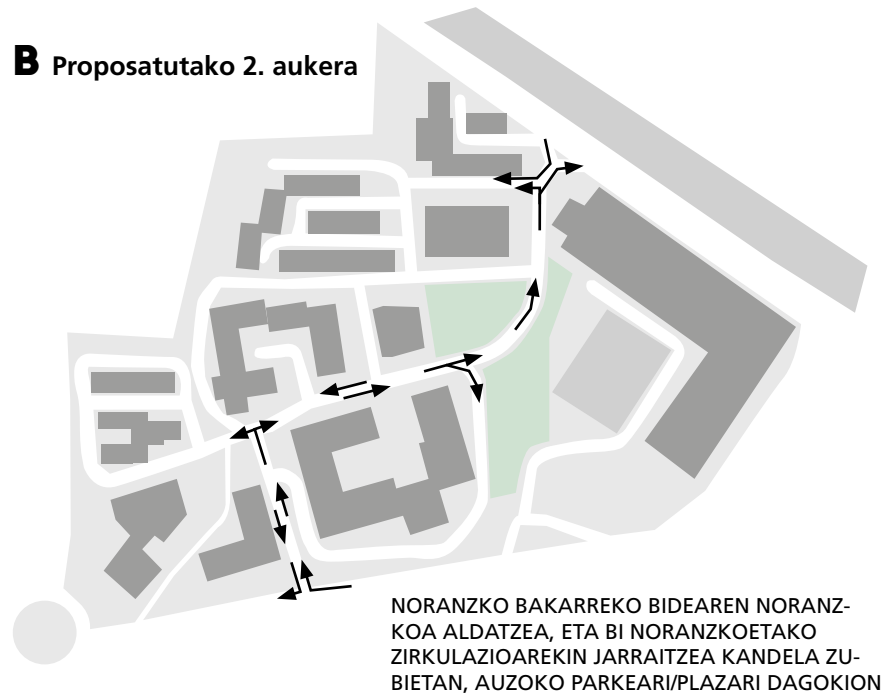 B Proposatutako 2. aukera
NORANZKO BAKARREKO BIDEAREN NORANZ-
KOA ALDATZEA, ETA BI NORANZKOETAKO
ZIRKULAZIOAREKIN JARRAITZEA KANDELA ZU-
BIETAN, AUZOKO PARKEARI/PLAZARI DAGOKION